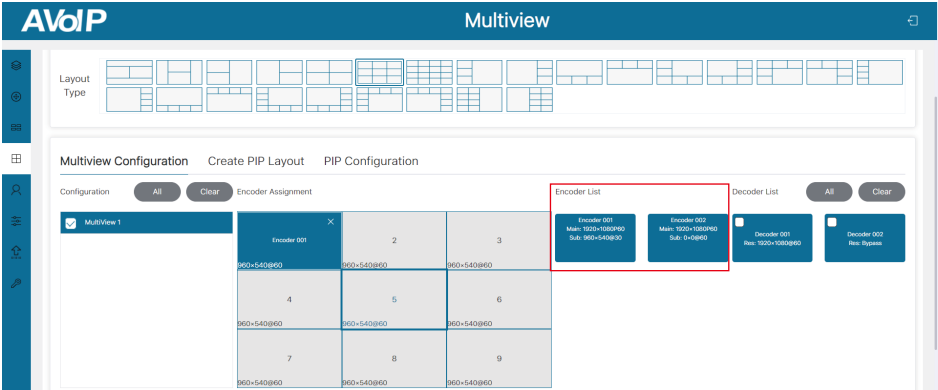 AVoIP
Multiview
Layout
Type
Multiview Configuration
Create PIP Layout
PIP Configuration
Configuration
All
Clear
Encoder Assignment
Encoder List
Decoder List
All
Clear
MultiView 1
Encoder 001
960×540@60
2
960×540@60
3
960×540@60
4
960×540@60
5
960×540@60
6
960×540@60
7
960×540@60
8
960×540@60
9
960×540@60
Encoder 001
Main: 1920×1080P60
Sub: 960×540@30
Encoder 002
Main: 1920×1080P60
Sub: 0×0@60
Decoder 001
Res: 1920×1080@60
Decoder 002
Res: Bypass